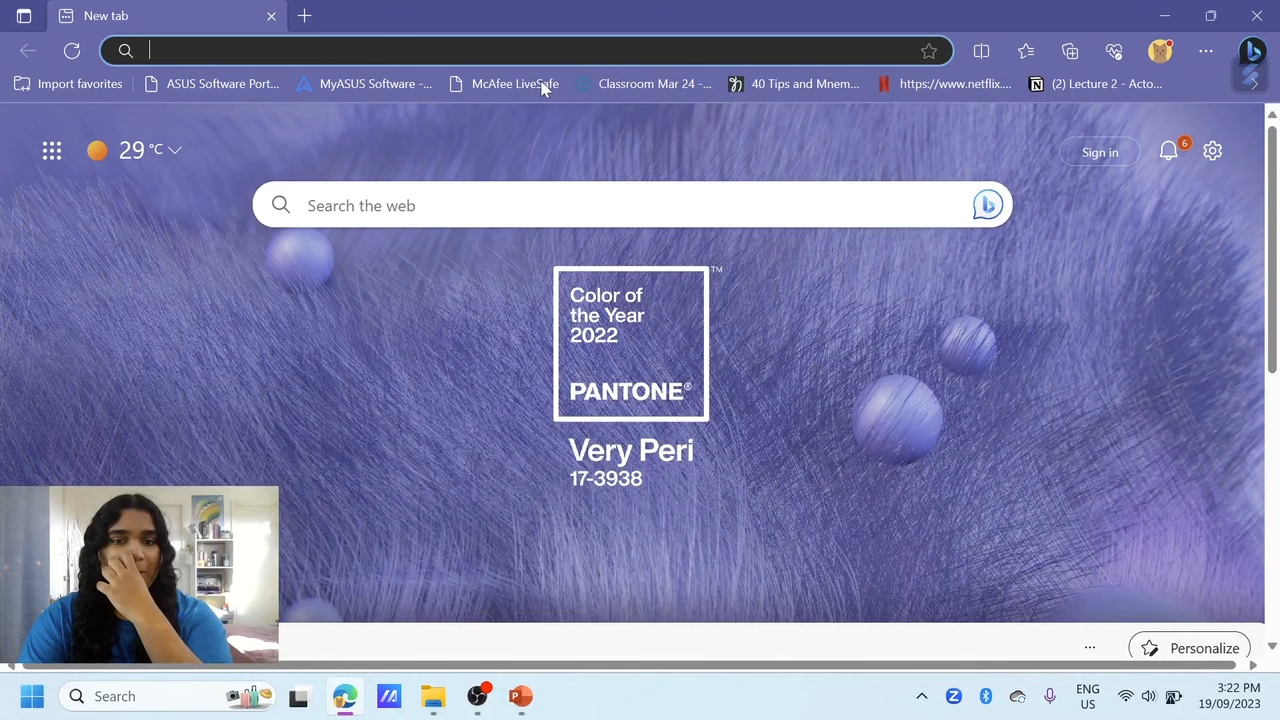 New tab
Import favorites
ASUS Software Port...
MyASUS Software -...
McAfee LiveSafe
Classroom Mar 24 -...
40 Tips and Mnem...
https://www.netflix....
(2) Lecture 2 - Acto...
29 °C
Sign in
6
Search the web
Color of
the Year
2022
PANTONE®
TM
Very Peri
17-3938
Personalize
Search
ENG
US
3:22 PM
19/09/2023